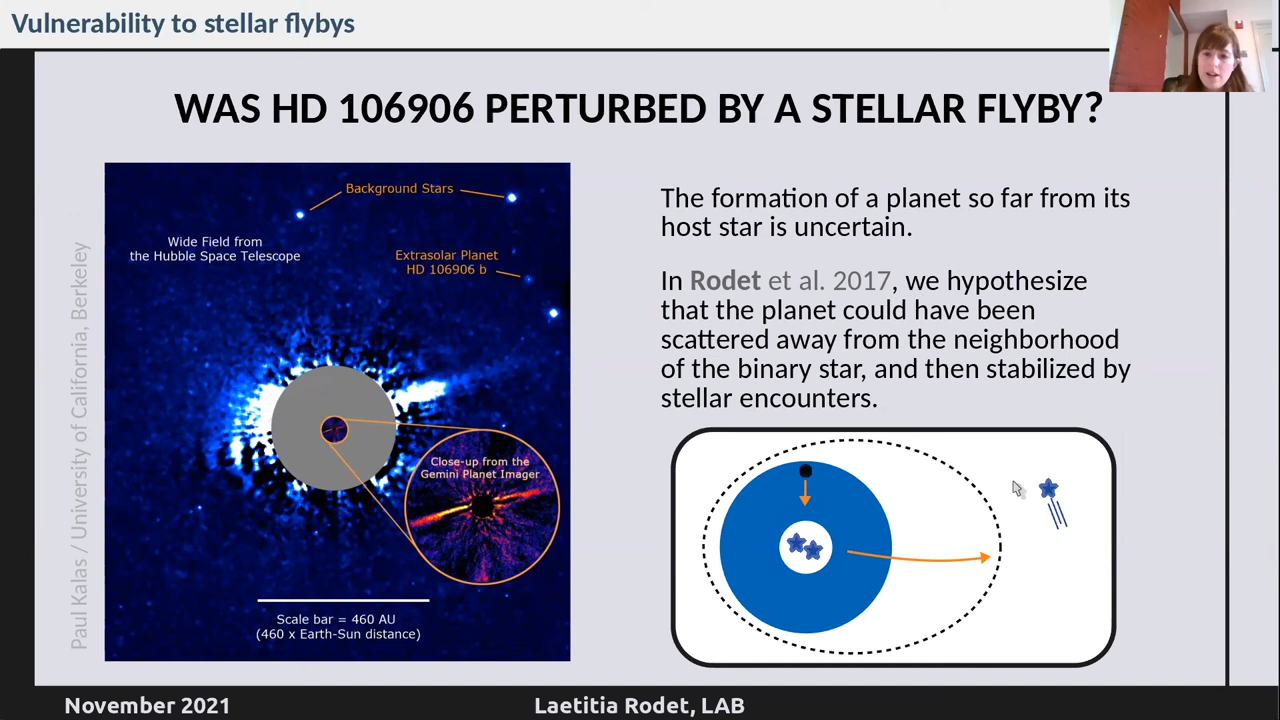 Vulnerability to stellar flybys
WAS HD 106906 PERTURBED BY A STELLAR FLYBY?
Paul Kalas / University of California, Berkeley
Background Stars
Wide Field from
the Hubble Space Telescope
Extrasolar Planet
HD 106906 b
Close-up from the
Gemini Planet Imager
Scale bar = 460 AU
(460 x Earth-Sun distance)
The formation of a planet so far from its
host star is uncertain.
In Rodet et al. 2017, we hypothesize
that the planet could have been
scattered away from the neighborhood
of the binary star, and then stabilized by
stellar encounters.
November 2021
Laetitia Rodet, LAB